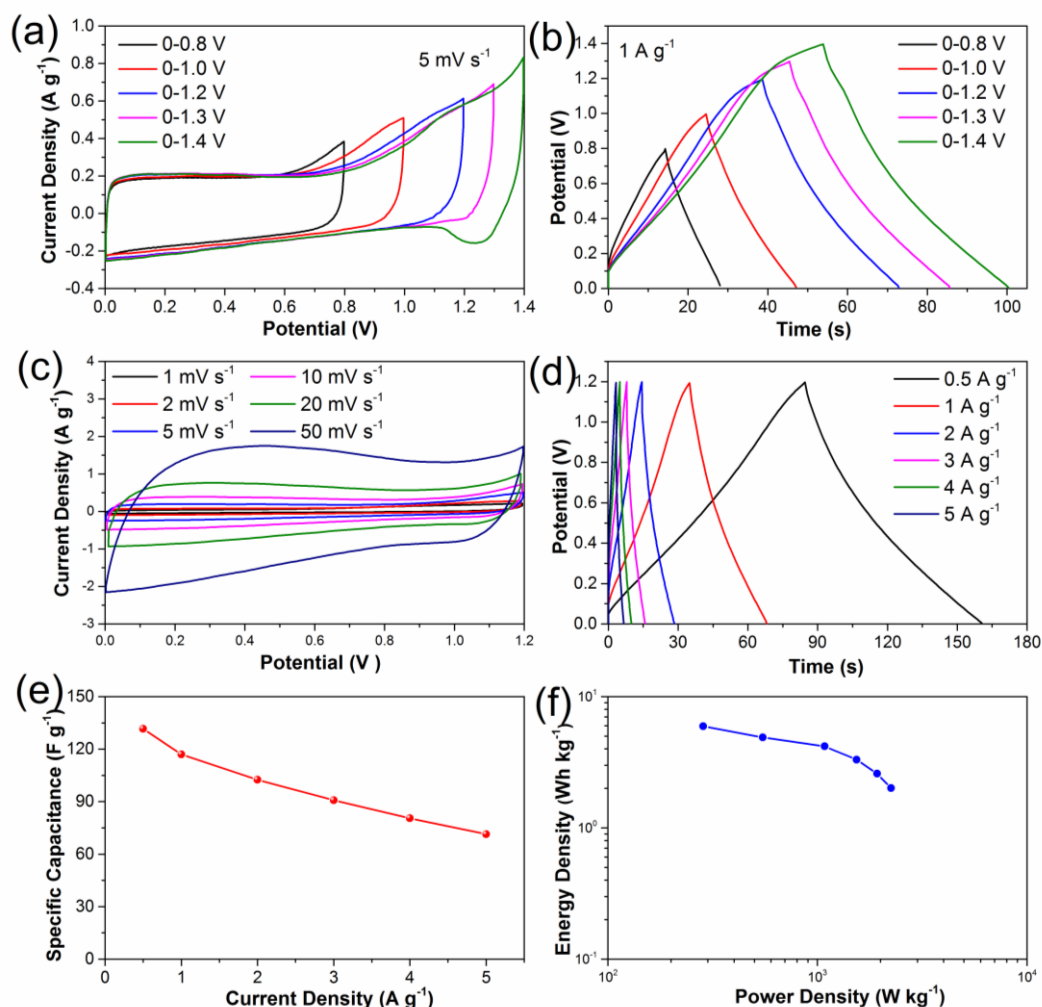 (a)
0-0.8 V
0-1.0 V
0-1.2 V
0-1.3 V
0-1.4 V
5 mV s⁻¹
1.0
0.8
0.6
0.4
0.2
0.0
-0.2
-0.4
0.0 0.2 0.4 0.6 0.8 1.0 1.2 1.4
Current Density (A g⁻¹)
Potential (V)
(b)
1 A g⁻¹
0-0.8 V
0-1.0 V
0-1.2 V
0-1.3 V
0-1.4 V
1.4
1.2
1.0
0.8
0.6
0.4
0.2
0.0
0 20 40 60 80 100
Potential (V)
Time (s)
(c)
1 mV s⁻¹ 10 mV s⁻¹
2 mV s⁻¹ 20 mV s⁻¹
5 mV s⁻¹ 50 mV s⁻¹
4
3
2
1
0
-1
-2
-3
0.0 0.2 0.4 0.6 0.8 1.0 1.2
Current Density (A g⁻¹)
Potential (V )
(d)
0.5 A g⁻¹
1 A g⁻¹
2 A g⁻¹
3 A g⁻¹
4 A g⁻¹
5 A g⁻¹
1.2
1.0
0.8
0.6
0.4
0.2
0.0
0 30 60 90 120 150 180
Potential (V)
Time (s)
(e)
150
120
90
60
30
0
0 1 2 3 4 5
Specific Capacitance (F g⁻¹)
Current Density (A g⁻¹)
(f)
10¹
10⁰
10⁻¹
10² 10³ 10⁴
Energy Density (Wh kg⁻¹)
Power Density (W kg⁻¹)